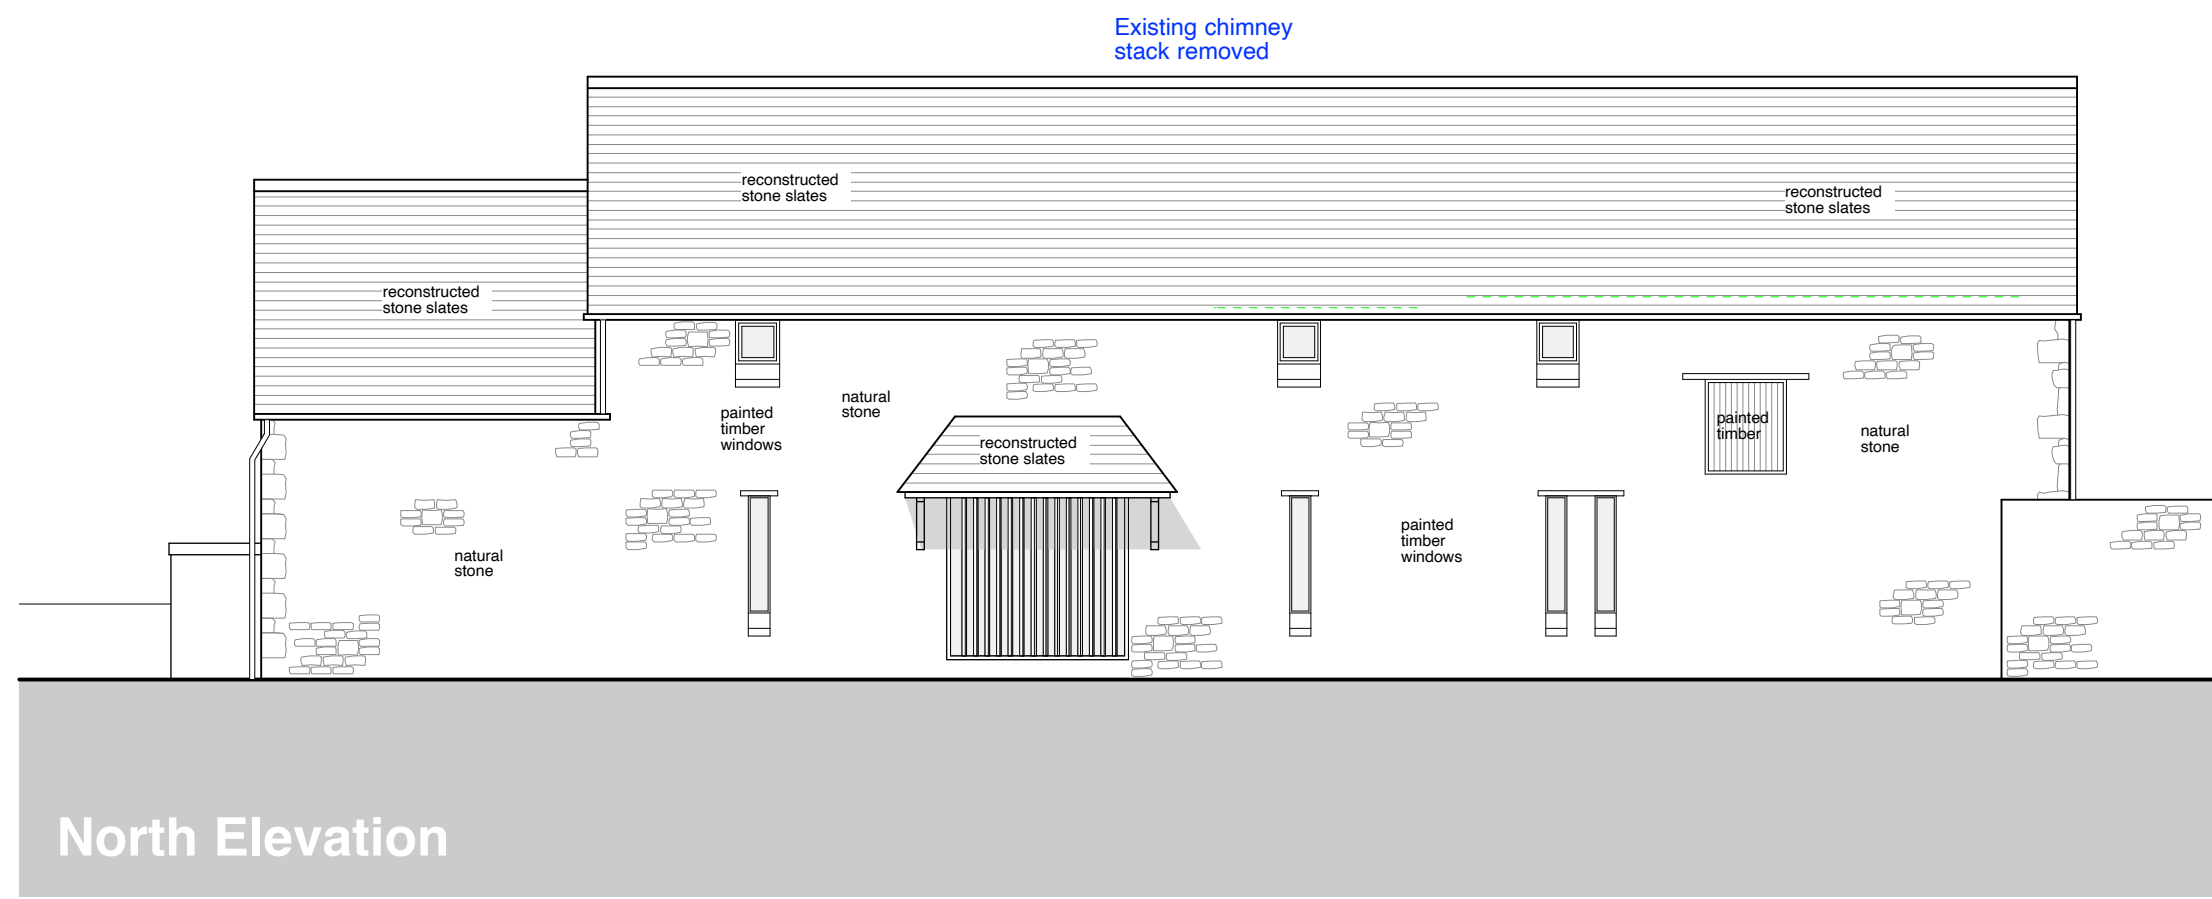 Existing chimney
stack removed
reconstructed
stone slates
reconstructed
stone slates
reconstructed
stone slates
natural
stone
painted
timber
windows
reconstructed
stone slates
painted
timber
natural
stone
painted
timber
windows
natural
stone
North Elevation